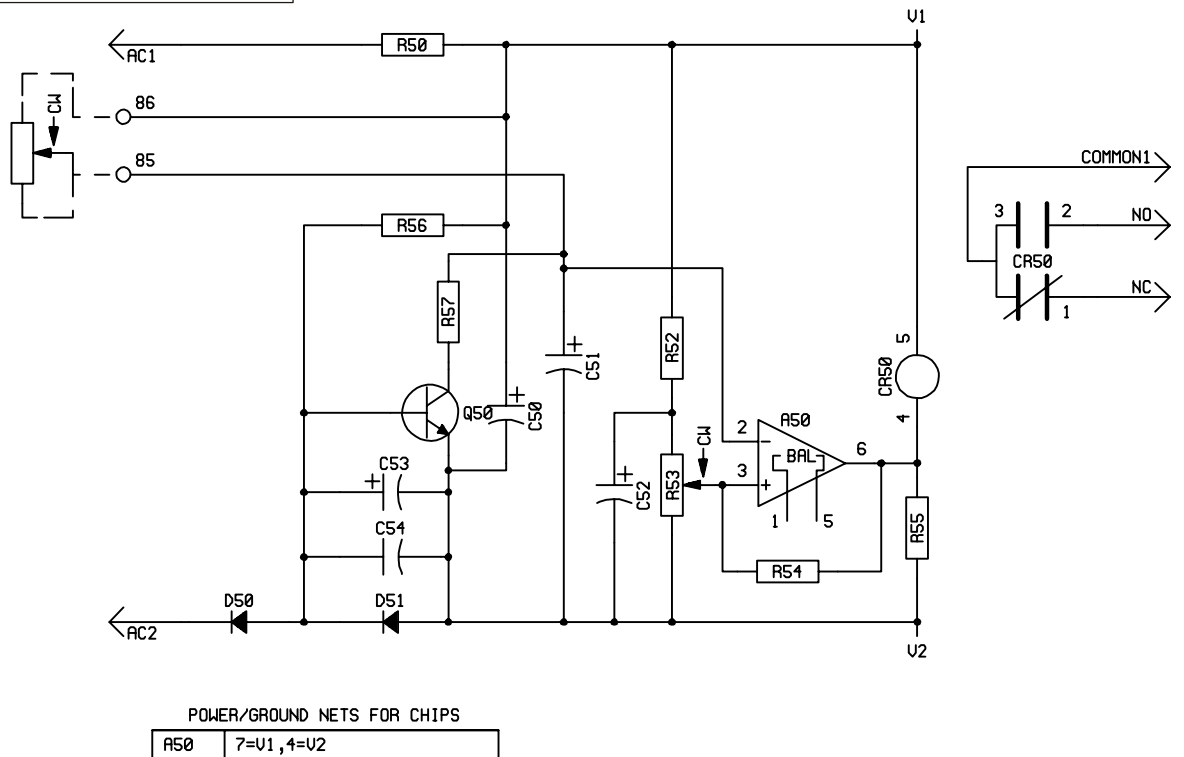 V1
AC1
R50
CW
86
85
COMMON1
3
2
NO
R56
CR50
NC
1
R57
R52
5
C51
CR50
Q50
C50
4
A50
CW
2
BAL
6
C53
3
R53
C52
1
5
R55
C54
R54
D50
D51
AC2
V2
POWER/GROUND NETS FOR CHIPS
A50 7=V1,4=V2